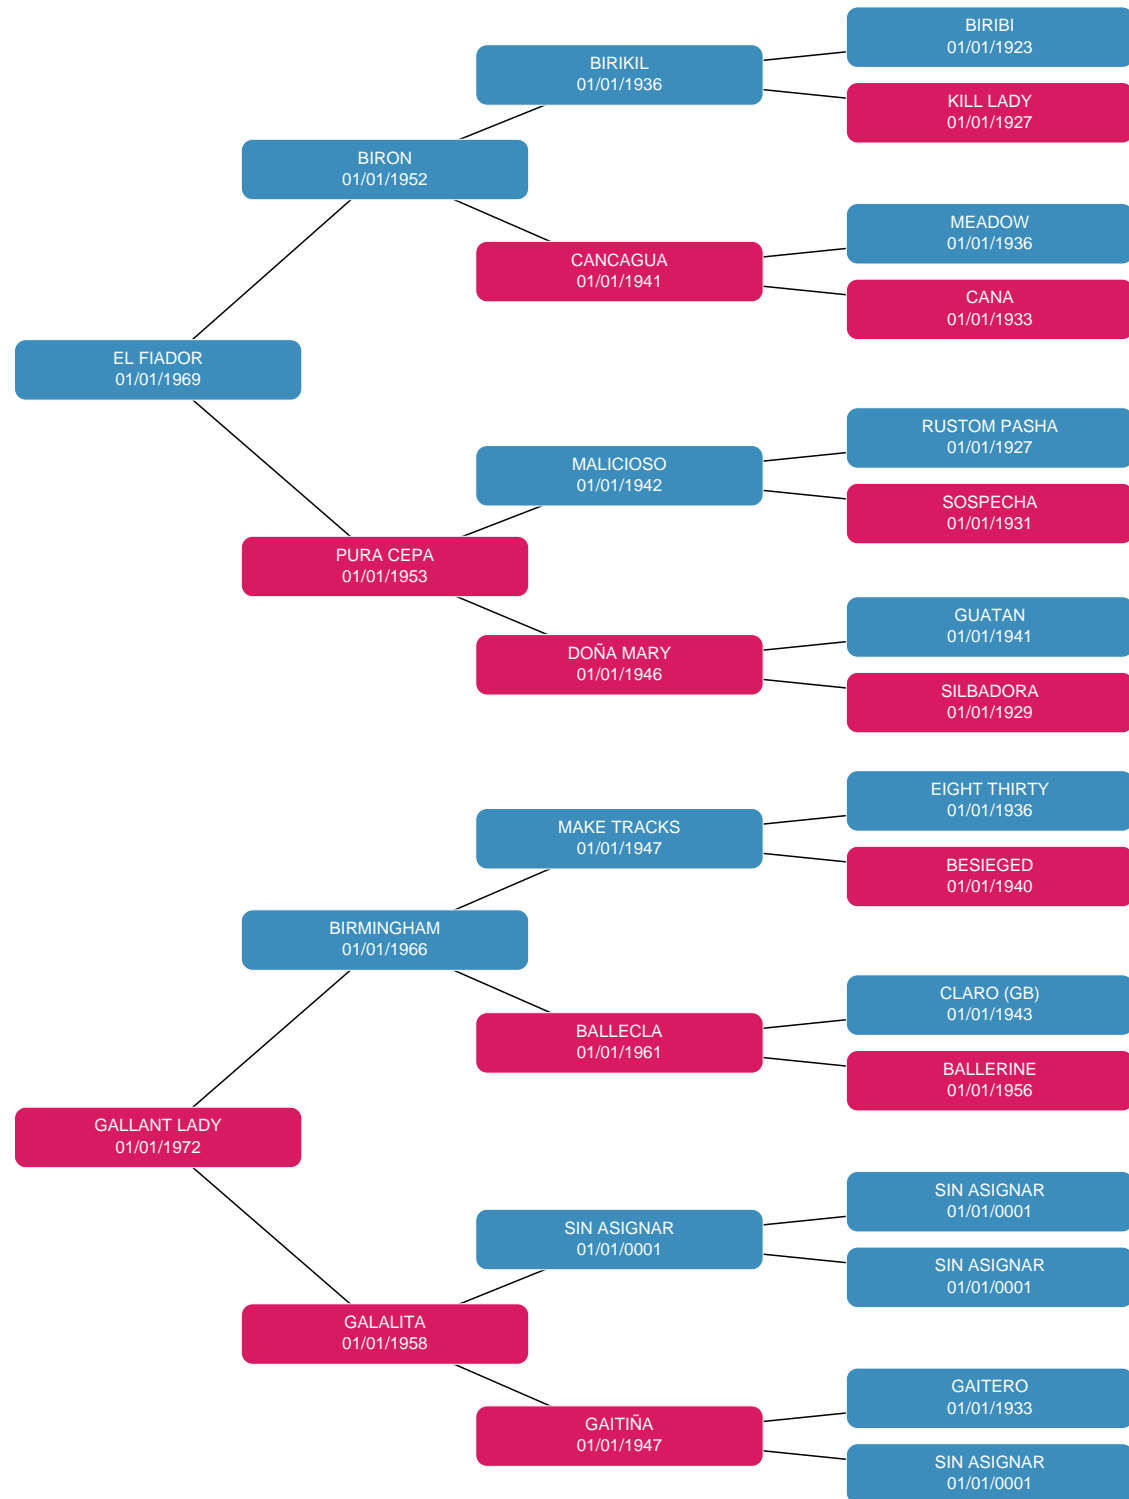 BIRIBI
01/01/1923
BIRIKIL
01/01/1936
KILL LADY
01/01/1927
BIRON
01/01/1952
MEADOW
01/01/1936
CANCAGUA
01/01/1941
CANA
01/01/1933
EL FIADOR
01/01/1969
RUSTOM PASHA
01/01/1927
MALICIOSO
01/01/1942
SOSPECHA
01/01/1931
PURA CEPA
01/01/1953
GUATAN
01/01/1941
DOÑA MARY
01/01/1946
SILBADORA
01/01/1929
EIGHT THIRTY
01/01/1936
MAKE TRACKS
01/01/1947
BESIEGED
01/01/1940
BIRMINGHAM
01/01/1966
CLARO (GB)
01/01/1943
BALLECLA
01/01/1961
BALLERINE
01/01/1956
GALLANT LADY
01/01/1972
SIN ASIGNAR
01/01/0001
SIN ASIGNAR
01/01/0001
SIN ASIGNAR
01/01/0001
GALALITA
01/01/1958
GAITERO
01/01/1933
GAITIÑA
01/01/1947
SIN ASIGNAR
01/01/0001